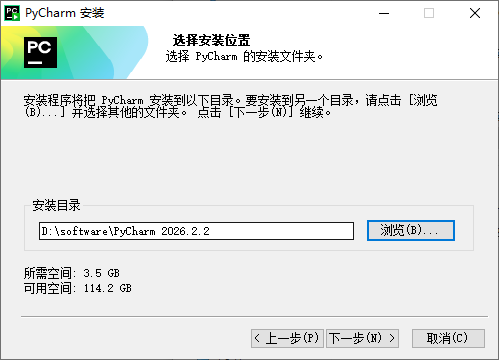 PyCharm 安装
PC
选择安装位置
选择 PyCharm 的安装文件夹。
安装程序将把 PyCharm 安装到以下目录。要安装到另一个目录，请点击 [浏览
(B)...] 并选择其他的文件夹。 点击 [下一步(N)] 继续。
安装目录
D:\software\PyCharm 2026.2.2
浏览(B)...
所需空间: 3.5 GB
可用空间: 114.2 GB
< 上一步(P)
下一步(N) >
取消(C)